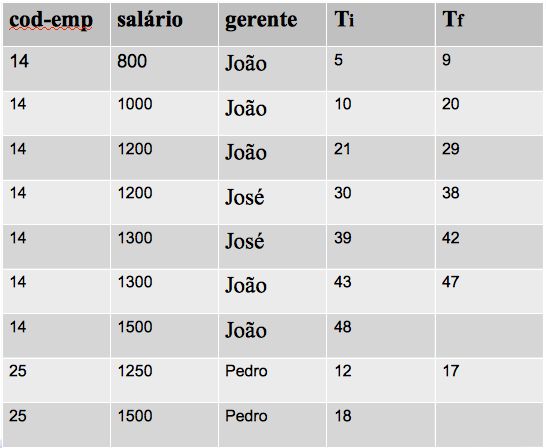 cod-emp salário gerente Ti Tf
14 800 João 5 9
14 1000 João 10 20
14 1200 João 21 29
14 1200 José 30 38
14 1300 José 39 42
14 1300 João 43 47
14 1500 João 48
25 1250 Pedro 12 17
25 1500 Pedro 18